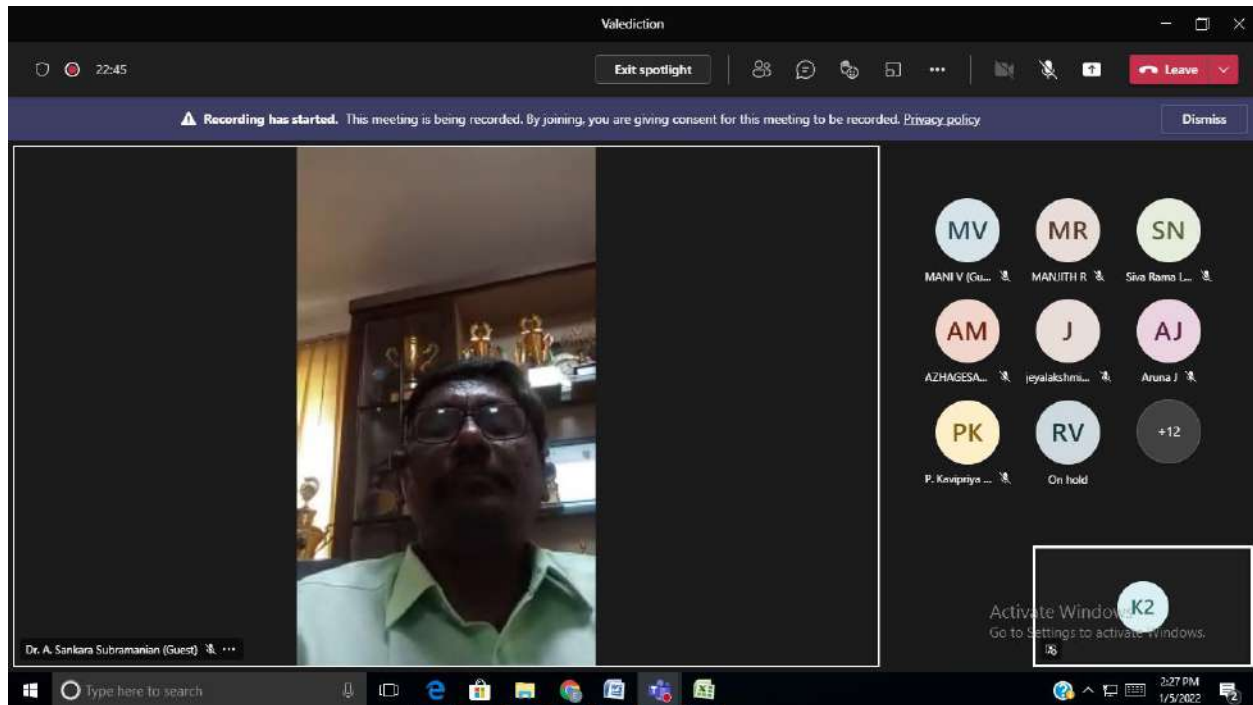 Valediction
22:45
Exit spotlight
Leave
Recording has started. This meeting is being recorded. By joining, you are giving consent for this meeting to be recorded. Privacy policy
Dismiss
MV
MR
SN
MANI V (Gu...
MANJITH R
Siva Rama L...
AM
J
AJ
AZHAGESA...
jeyalakshmi...
Aruna J
PK
RV
+12
P. Kavipriya ...
On hold
K2
Activate Windows
Go to Settings to activate Windows.
Dr. A. Sankara Subramanian (Guest)
Type here to search
2:27 PM
1/5/2022
2